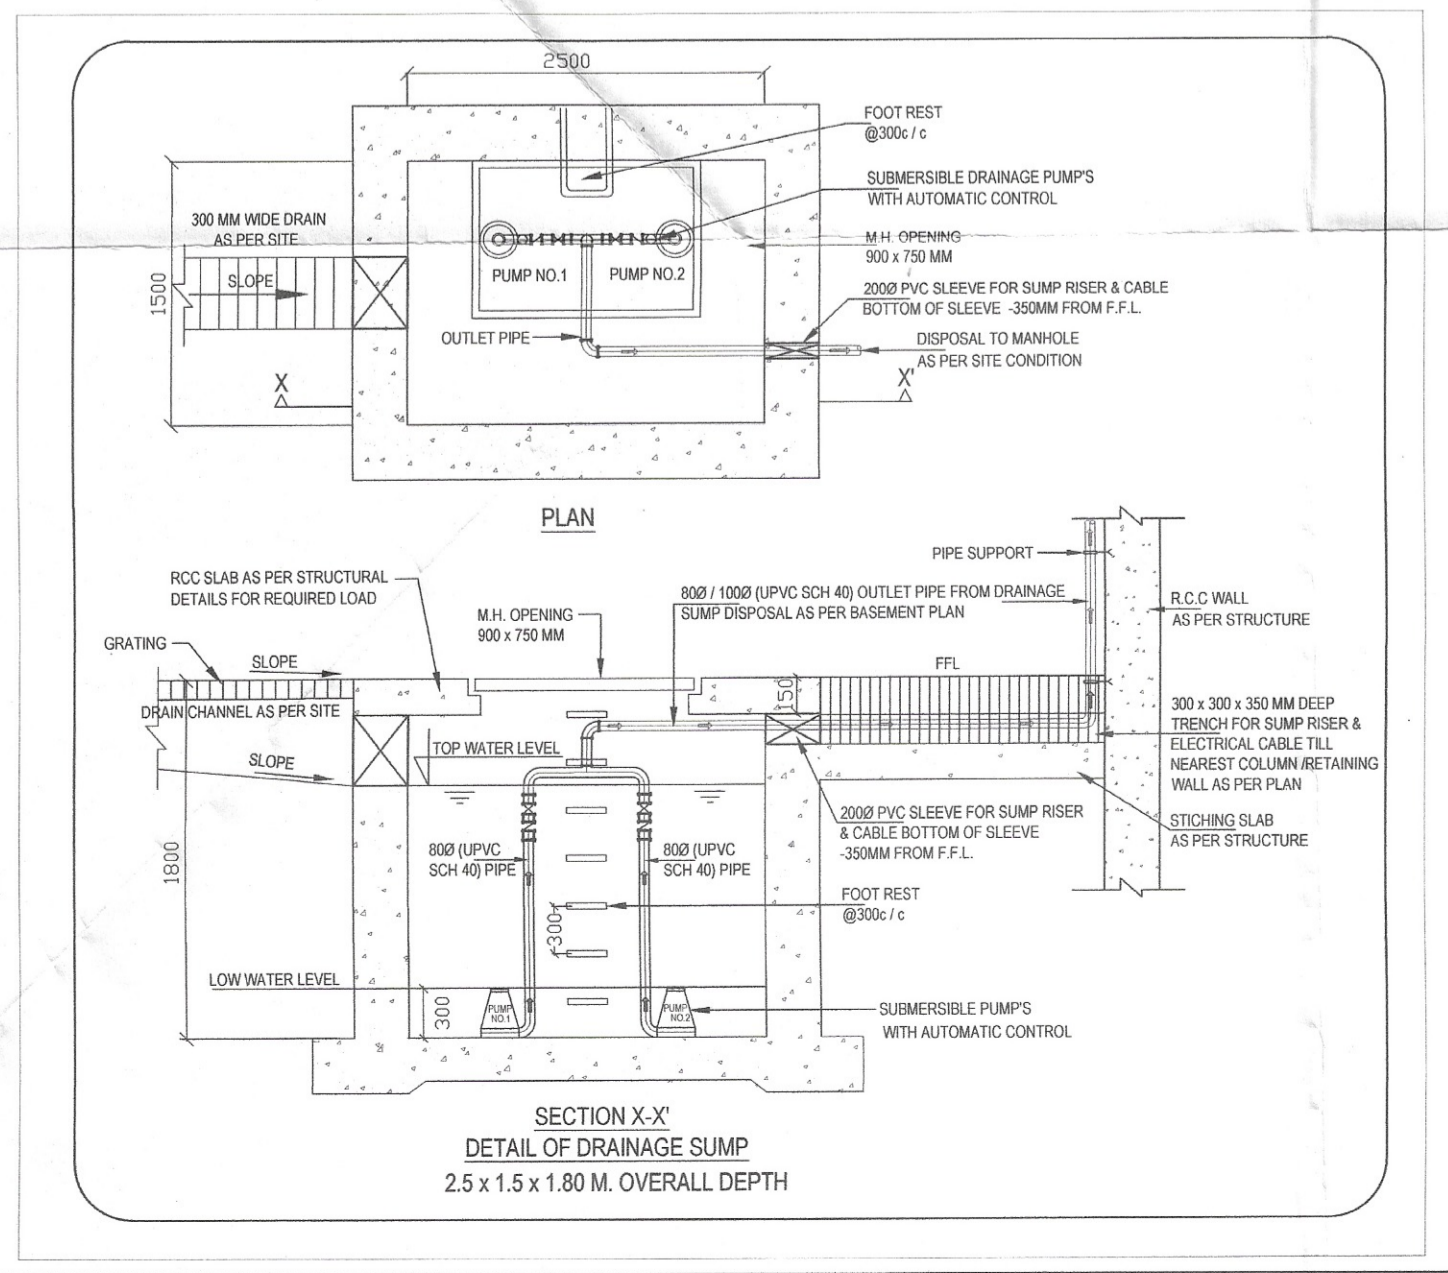 2500
FOOT REST
@300c / c
SUBMERSIBLE DRAINAGE PUMP'S
WITH AUTOMATIC CONTROL
300 MM WIDE DRAIN
AS PER SITE
M.H. OPENING
900 x 750 MM
SLOPE
1500
PUMP NO.1
PUMP NO.2
200Ø PVC SLEEVE FOR SUMP RISER & CABLE
BOTTOM OF SLEEVE -350MM FROM F.F.L.
OUTLET PIPE
DISPOSAL TO MANHOLE
AS PER SITE CONDITION
X
X'
PLAN
PIPE SUPPORT
RCC SLAB AS PER STRUCTURAL
DETAILS FOR REQUIRED LOAD
80Ø / 100Ø (UPVC SCH 40) OUTLET PIPE FROM DRAINAGE
SUMP DISPOSAL AS PER BASEMENT PLAN
R.C.C WALL
AS PER STRUCTURE
M.H. OPENING
900 x 750 MM
GRATING
SLOPE
FFL
150
DRAIN CHANNEL AS PER SITE
300 x 300 x 350 MM DEEP
TRENCH FOR SUMP RISER &
ELECTRICAL CABLE TILL
NEAREST COLUMN /RETAINING
WALL AS PER PLAN
TOP WATER LEVEL
SLOPE
200Ø PVC SLEEVE FOR SUMP RISER
& CABLE BOTTOM OF SLEEVE
-350MM FROM F.F.L.
STICHING SLAB
AS PER STRUCTURE
1800
80Ø (UPVC
SCH 40) PIPE
80Ø (UPVC
SCH 40) PIPE
FOOT REST
@300c / c
300
LOW WATER LEVEL
300
PUMP
NO.1
PUMP
NO.2
SUBMERSIBLE PUMP'S
WITH AUTOMATIC CONTROL
SECTION X-X'
DETAIL OF DRAINAGE SUMP
2.5 x 1.5 x 1.80 M. OVERALL DEPTH